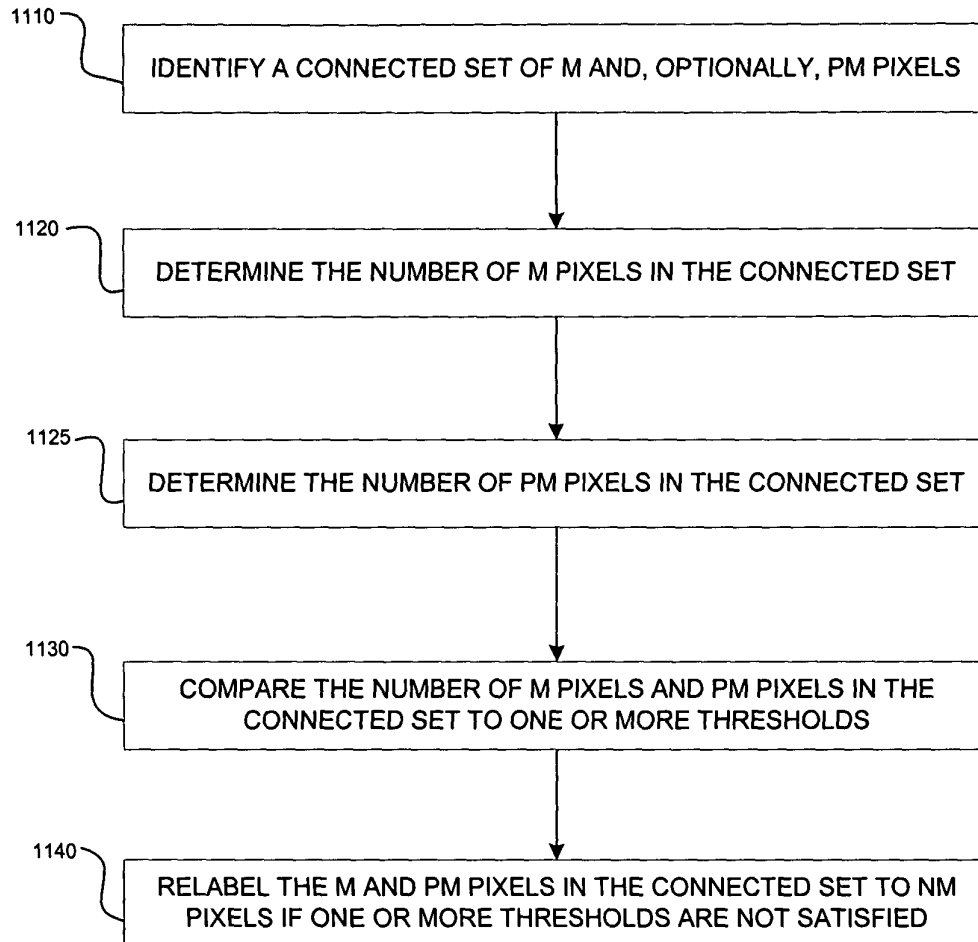 1110
IDENTIFY A CONNECTED SET OF M AND, OPTIONALLY, PM PIXELS
1120
DETERMINE THE NUMBER OF M PIXELS IN THE CONNECTED SET
1125
DETERMINE THE NUMBER OF PM PIXELS IN THE CONNECTED SET
1130
COMPARE THE NUMBER OF M PIXELS AND PM PIXELS IN THE
CONNECTED SET TO ONE OR MORE THRESHOLDS
1140
RELABEL THE M AND PM PIXELS IN THE CONNECTED SET TO NM
PIXELS IF ONE OR MORE THRESHOLDS ARE NOT SATISFIED